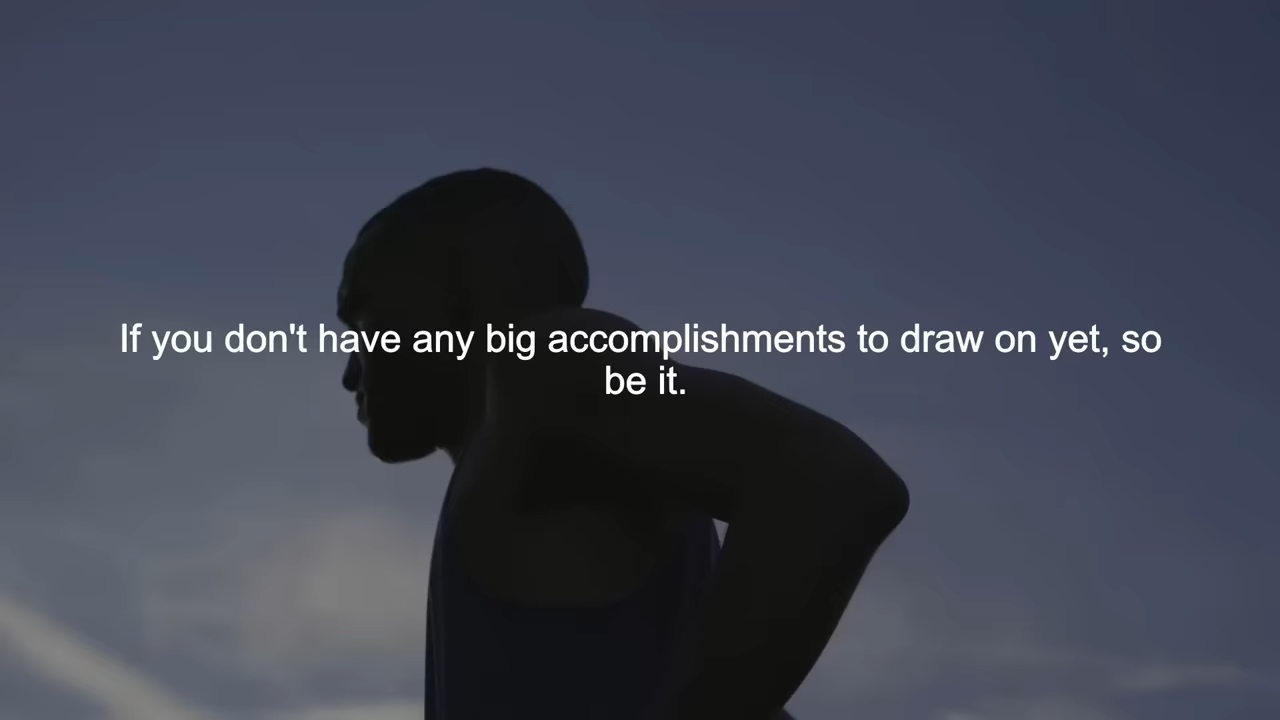 If you don't have any big accomplishments to draw on yet, so
be it.